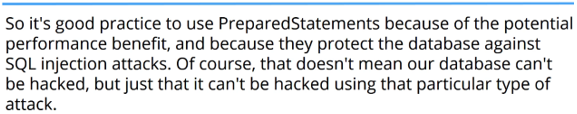 So it's good practice to use PreparedStatements because of the potential
performance benefit, and because they protect the database against
SQL injection attacks. Of course, that doesn't mean our database can't
be hacked, but just that it can't be hacked using that particular type of
attack.